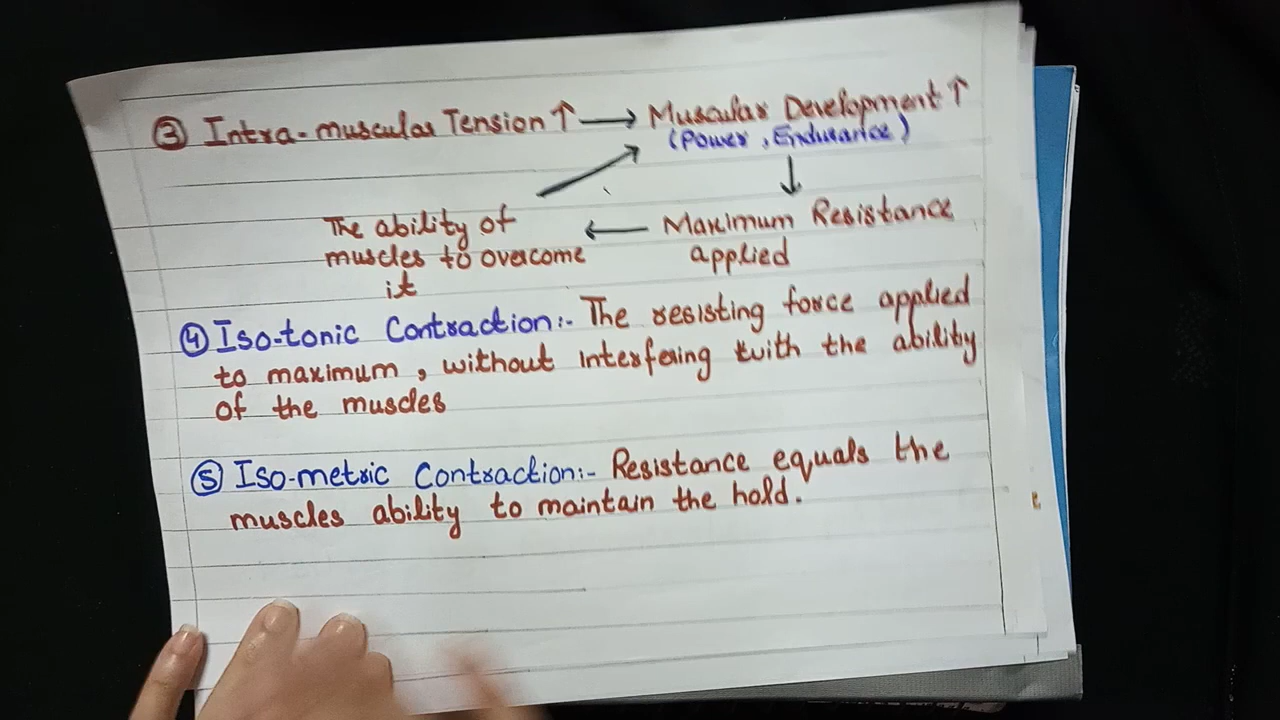 ③ Intra-muscular Tension ↑ → Muscular Development ↑
(Power, Endurance)
↓
The ability of ← Maximum Resistance
muscles to overcome applied
it
④ Iso-tonic Contraction:- The resisting force applied
to maximum, without interfering with the ability
of the muscles
⑤ Iso-metric Contraction:- Resistance equals the
muscles ability to maintain the hold.